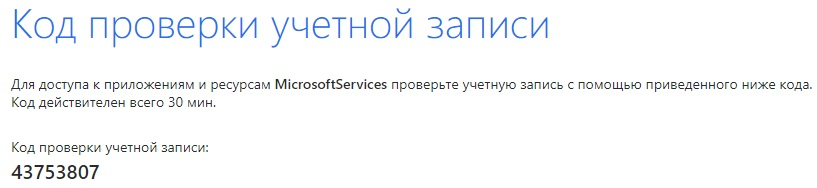 Код проверки учетной записи
Для доступа к приложениям и ресурсам MicrosoftServices проверьте учетную запись с помощью приведенного ниже кода.
Код действителен всего 30 мин.
Код проверки учетной записи:
43753807